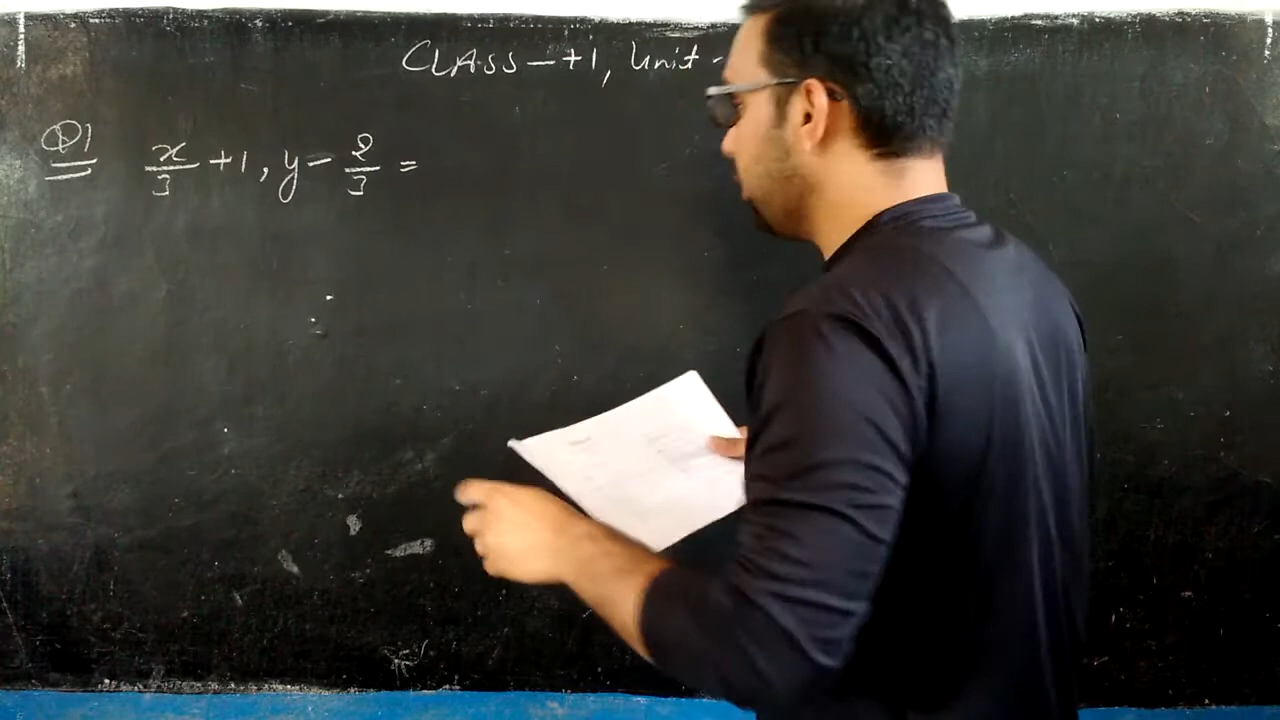 CLASS - +1, Unit -
Q1 x/3 + 1, y - 2/3 =